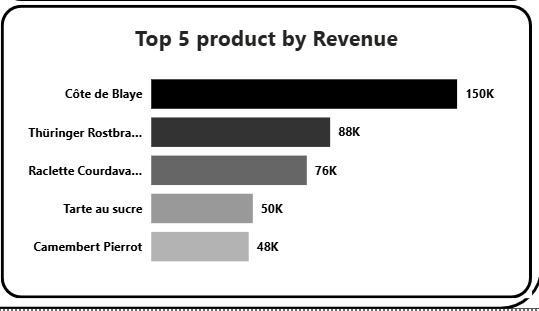 Top 5 product by Revenue
Côte de Blaye 150K
Thüringer Rostbra... 88K
Raclette Courdava... 76K
Tarte au sucre 50K
Camembert Pierrot 48K